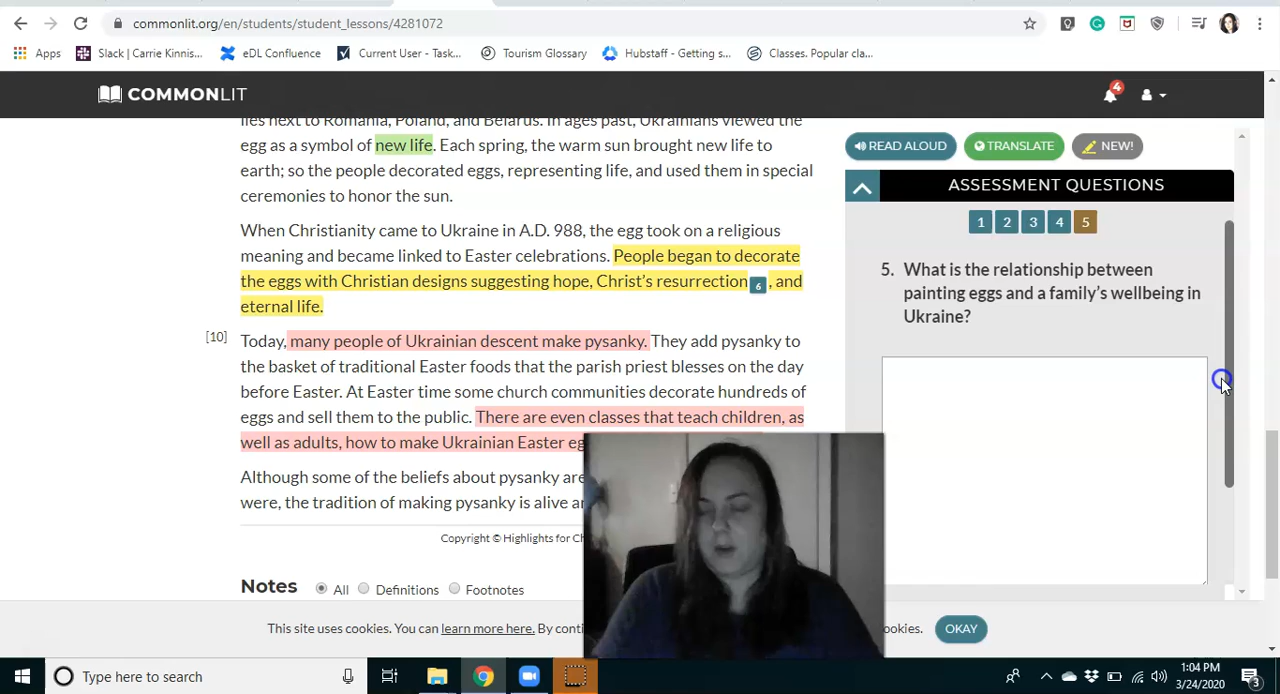 commonlit.org/en/students/student_lessons/4281072
Apps
Slack | Carrie Kinnis...
eDL Confluence
Current User - Task...
Tourism Glossary
Hubstaff - Getting s...
Classes. Popular cla...
COMMONLIT
4
lies next to Romania, Poland, and Belarus. In ages past, Ukrainians viewed the
egg as a symbol of new life. Each spring, the warm sun brought new life to
earth; so the people decorated eggs, representing life, and used them in special
ceremonies to honor the sun.
When Christianity came to Ukraine in A.D. 988, the egg took on a religious
meaning and became linked to Easter celebrations. People began to decorate
the eggs with Christian designs suggesting hope, Christ's resurrection 6 , and
eternal life.
[10] Today, many people of Ukrainian descent make pysanky. They add pysanky to
the basket of traditional Easter foods that the parish priest blesses on the day
before Easter. At Easter time some church communities decorate hundreds of
eggs and sell them to the public. There are even classes that teach children, as
well as adults, how to make Ukrainian Easter eg
Although some of the beliefs about pysanky are
were, the tradition of making pysanky is alive a
Copyright © Highlights for Ch
Notes All Definitions Footnotes
READ ALOUD
TRANSLATE
NEW!
ASSESSMENT QUESTIONS
1 2 3 4 5
5. What is the relationship between
painting eggs and a family's wellbeing in
Ukraine?
This site uses cookies. You can learn more here. By conti
ookies.
OKAY
Type here to search
1:04 PM
3/24/2020
3